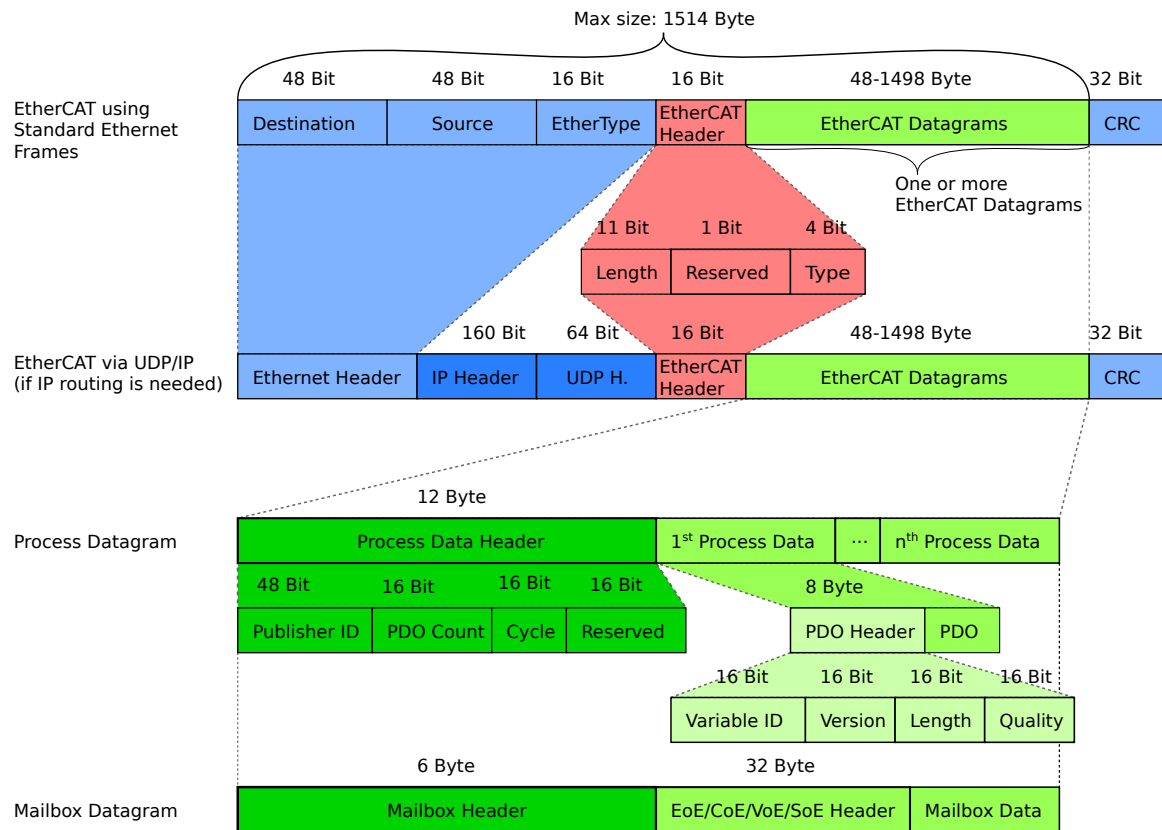 Max size: 1514 Byte
48 Bit 48 Bit 16 Bit 16 Bit 48-1498 Byte 32 Bit
EtherCAT using
Standard Ethernet
Frames
Destination Source EtherType EtherCAT
Header EtherCAT Datagrams CRC
One or more
EtherCAT Datagrams
11 Bit 1 Bit 4 Bit
Length Reserved Type
160 Bit 64 Bit 16 Bit 48-1498 Byte 32 Bit
EtherCAT via UDP/IP
(if IP routing is needed)
Ethernet Header IP Header UDP H. EtherCAT
Header EtherCAT Datagrams CRC
12 Byte
Process Datagram Process Data Header 1st Process Data ... nth Process Data
48 Bit 16 Bit 16 Bit 16 Bit 8 Byte
Publisher ID PDO Count Cycle Reserved PDO Header PDO
16 Bit 16 Bit 16 Bit 16 Bit
Variable ID Version Length Quality
6 Byte 32 Byte
Mailbox Datagram Mailbox Header EoE/CoE/VoE/SoE Header Mailbox Data